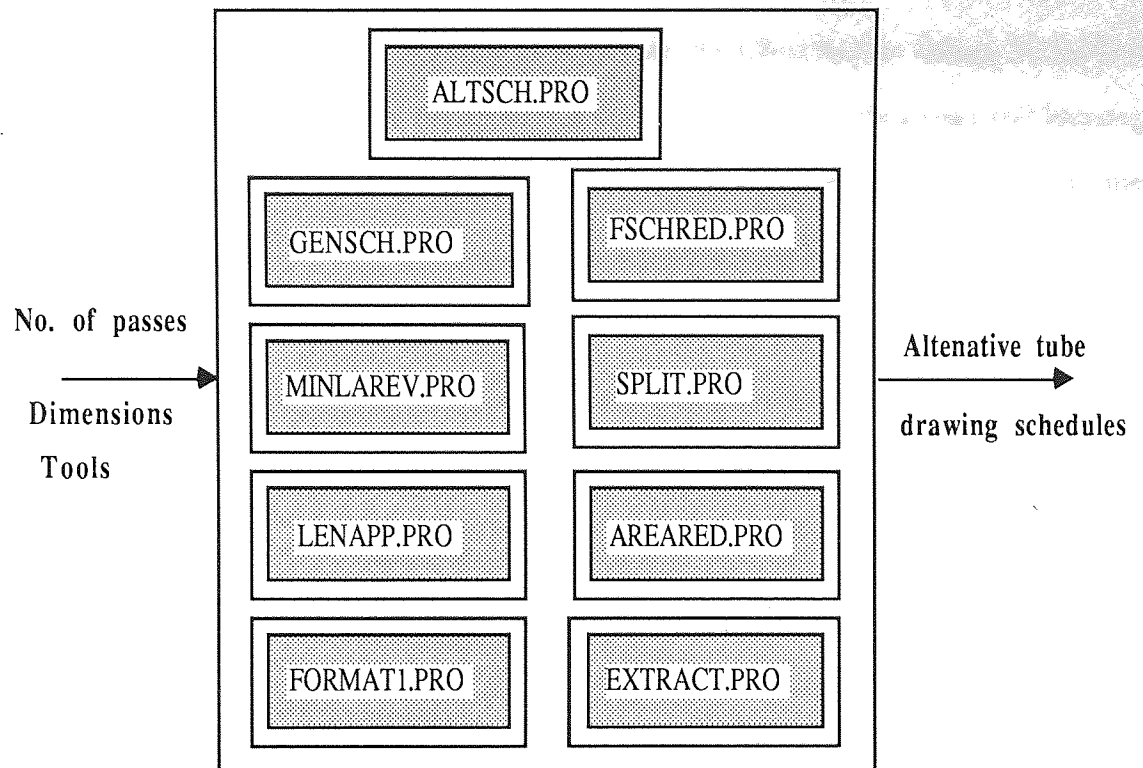 ALTSCH.PRO
GENSCH.PRO
FSCHRED.PRO
No. of passes
Dimensions
Tools
MINLAREV.PRO
SPLIT.PRO
Altenative tube
drawing schedules
LENAPP.PRO
AREARED.PRO
FORMAT1.PRO
EXTRACT.PRO